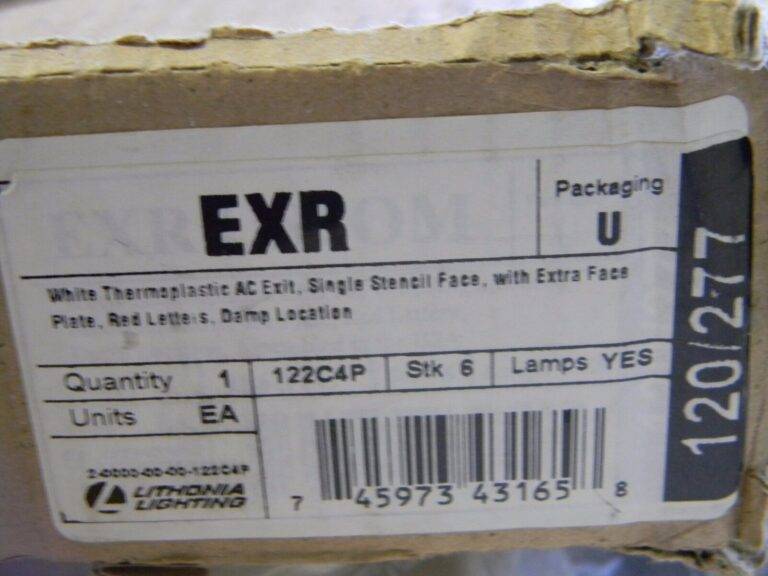 EXR
Packaging
U
White Thermoplastic AC Exit, Single Stencil Face, with Extra Face
Plate, Red Letters, Damp Location
Quantity 1 122C4P Stk 6 Lamps YES
Units EA
2-0000-00-00-122C4P
LITHONIA
LIGHTING
7 45973 43165 8
120/277